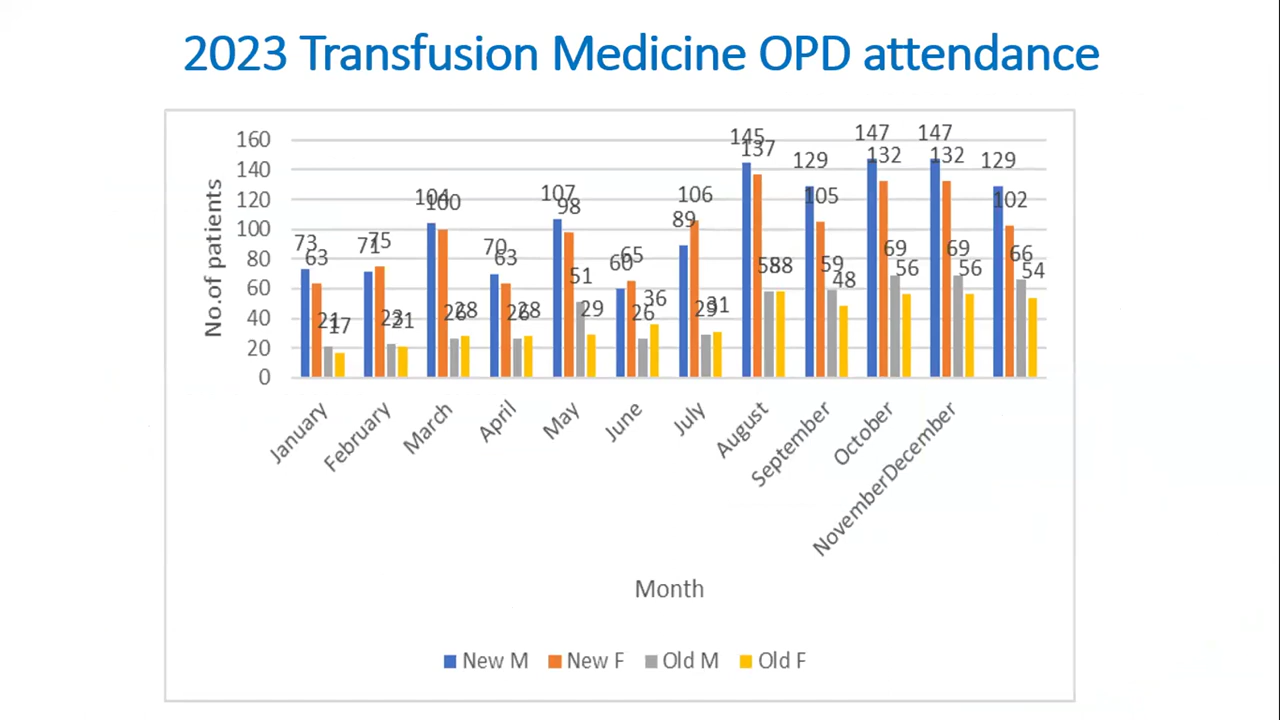 2023 Transfusion Medicine OPD attendance
No.of patients
160
140
120
100
80
60
40
20
0
73 63 21 17
71 75 23 21
104 100 26 28
70 63 26 28
107 98 51 29
60 65 26 36
89 106 29 31
145 137 58 58
129 105 59 48
147 132 69 56
147 132 69 56
129 102 66 54
January
February
March
April
May
June
July
August
September
October
NovemberDecember
Month
New M New F Old M Old F